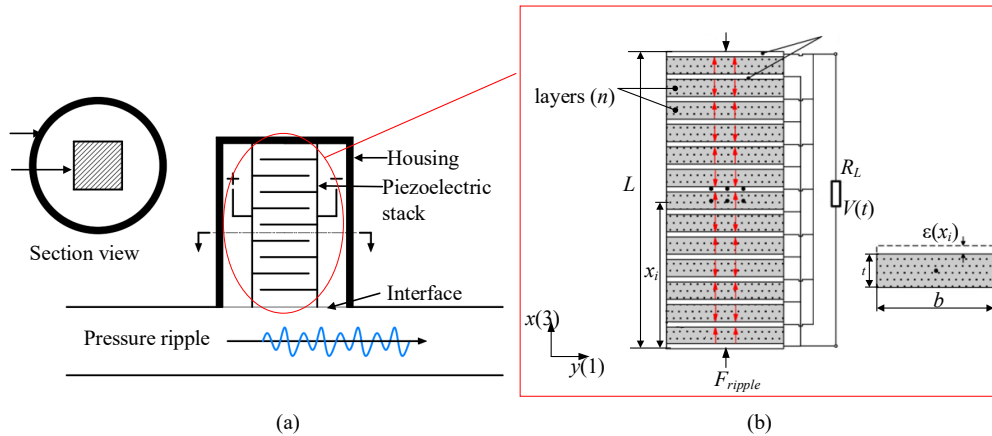 Section view
+
−
Housing
Piezoelectric
stack
Interface
Pressure ripple
(a)
layers (n)
L
x_i
x(3)
y(1)
F_ripple
R_L
V(t)
ε(x_i)
t
b
(b)